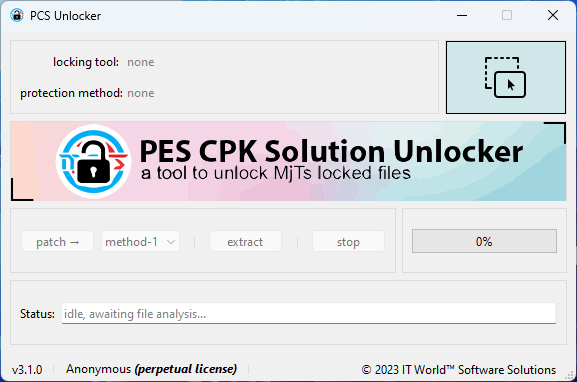 PCS Unlocker
locking tool: none
protection method: none
PES CPK Solution Unlocker
a tool to unlock MjTs locked files
patch → method-1 extract stop 0%
Status: idle, awaiting file analysis...
v3.1.0 Anonymous (perpetual license) © 2023 IT World™ Software Solutions